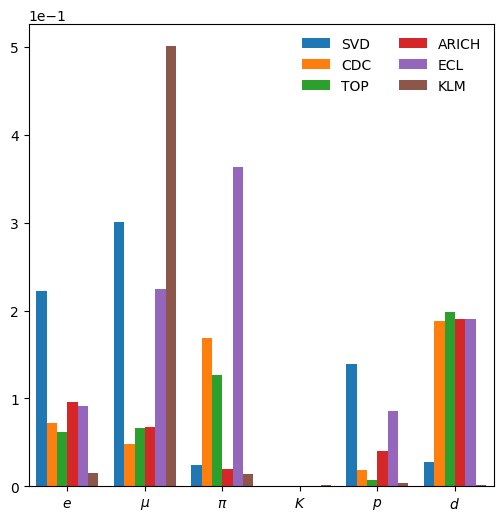 1e−1
5
4
3
2
1
0
SVD
CDC
TOP
ARICH
ECL
KLM
e μ π K p d